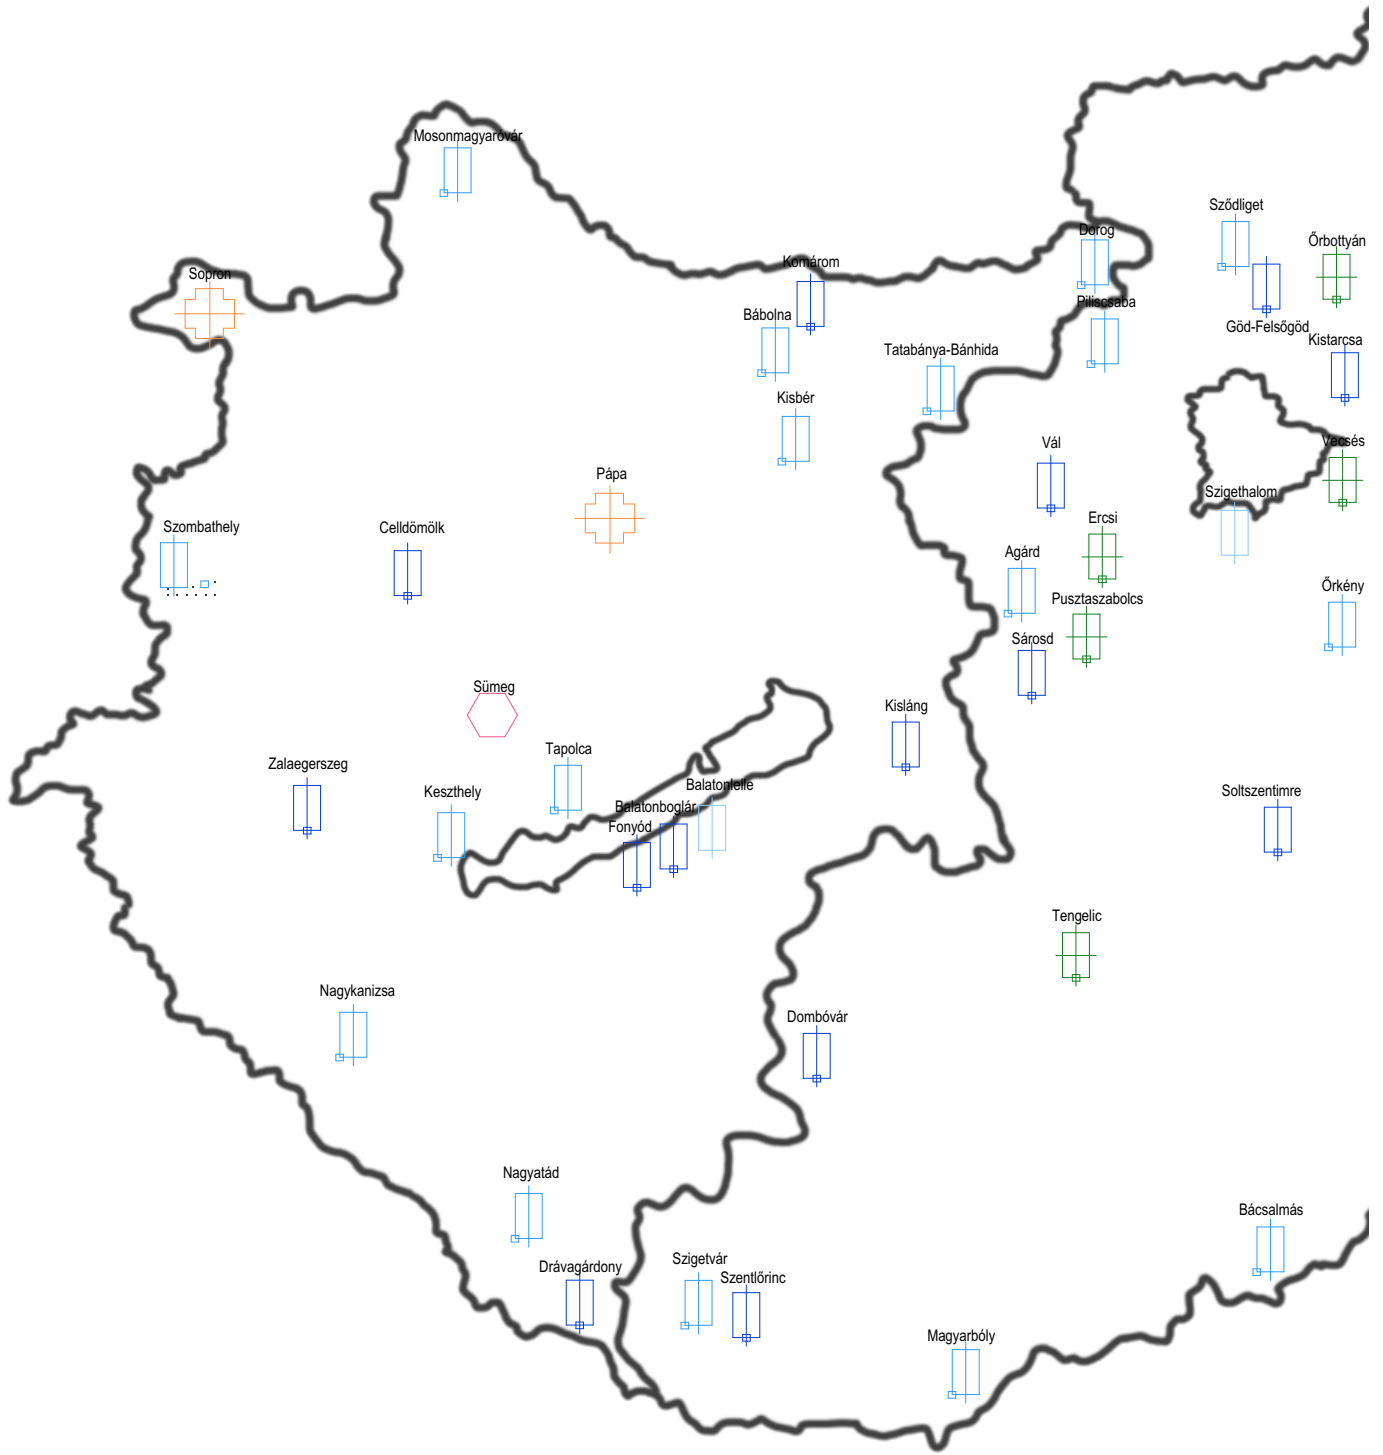 Mosonmagyaróvár
Sződliget
Dorog
Őrbottyán
Komárom
Sopron
Piliscsaba
Bábolna
Göd-Felsőgöd
Kistarcsa
Tatabánya-Bánhida
Kisbér
Vál
Vecsés
Pápa
Szigethalom
Ercsi
Szombathely
Celldömölk
Agárd
Őrkény
Pusztaszabolcs
Sárosd
Sümeg
Kisláng
Tapolca
Zalaegerszeg
Balatonlelle
Keszthely
Soltszentimre
Balatonboglár
Fonyód
Tengelic
Nagykanizsa
Dombóvár
Nagyatád
Bácsalmás
Szigetvár
Drávagárdony
Szentlőrinc
Magyarbóly